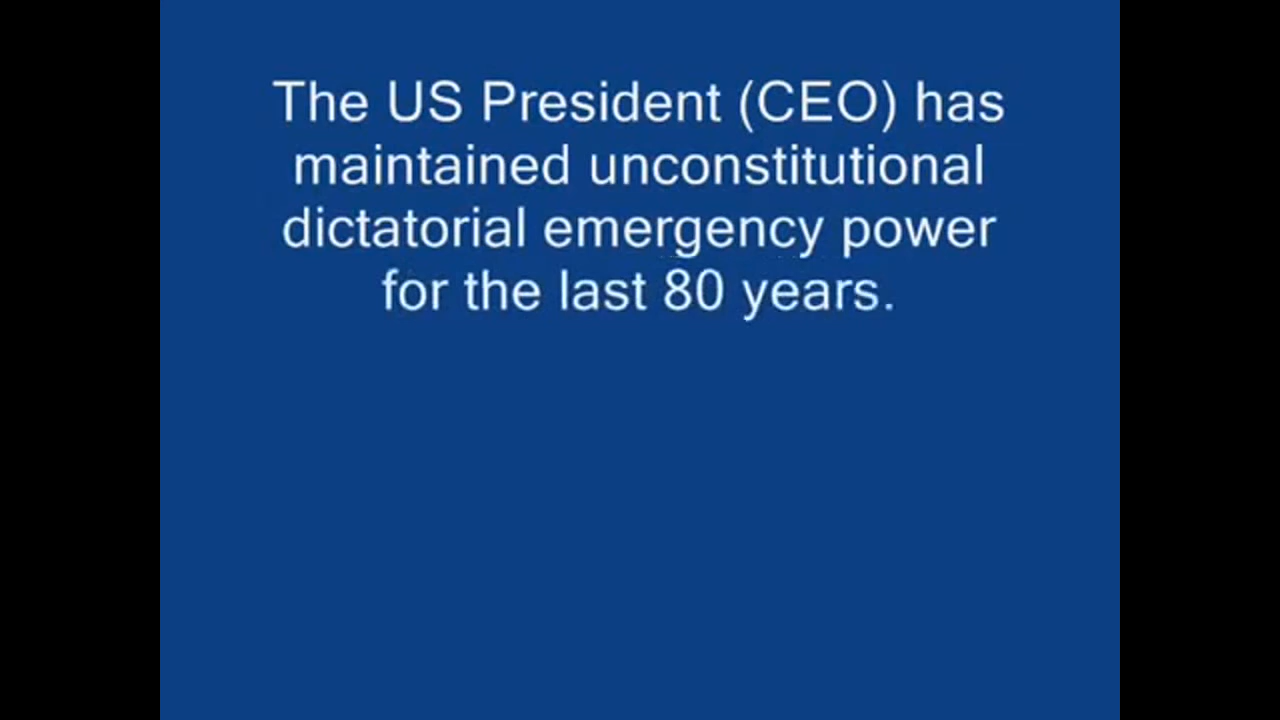 The US President (CEO) has
maintained unconstitutional
dictatorial emergency power
for the last 80 years.